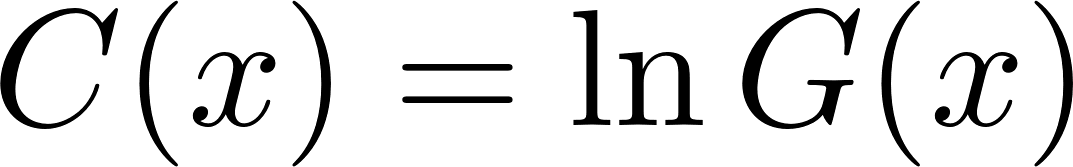 C(x) = ln G(x)